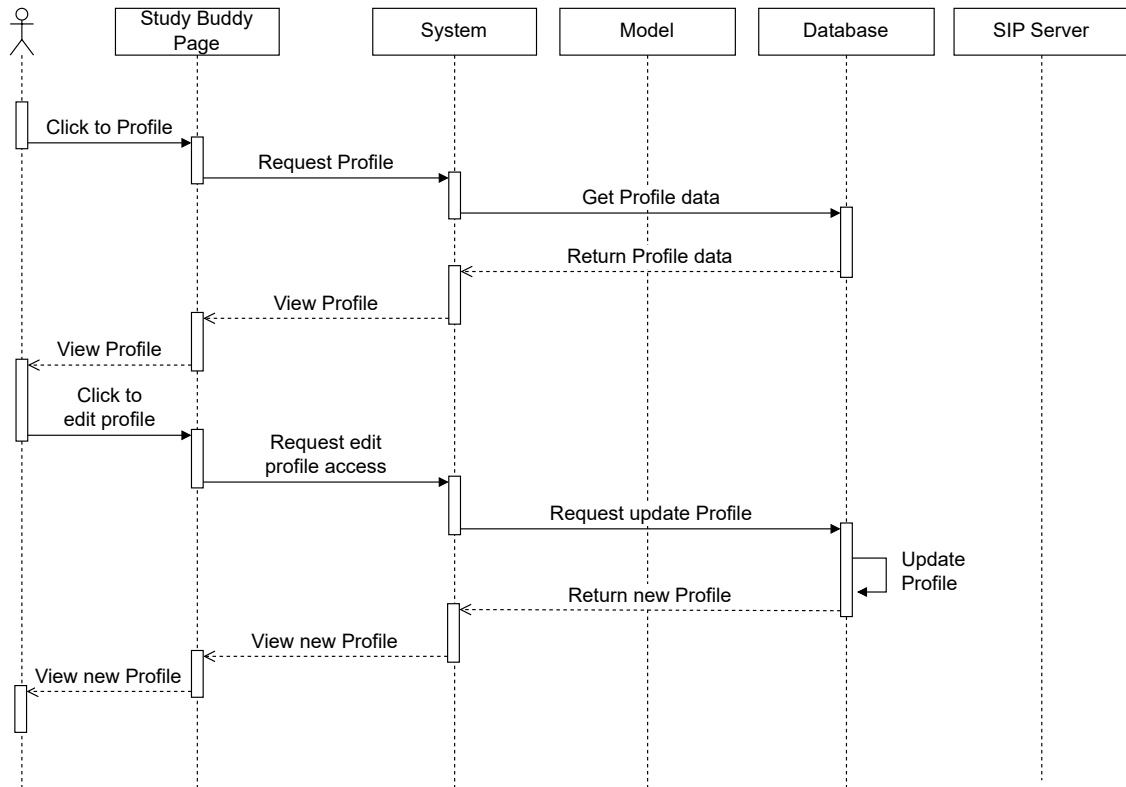 Study Buddy
Page
System
Model
Database
SIP Server
Click to Profile
Request Profile
Get Profile data
Return Profile data
View Profile
View Profile
Click to
edit profile
Request edit
profile access
Request update Profile
Update
Profile
Return new Profile
View new Profile
View new Profile